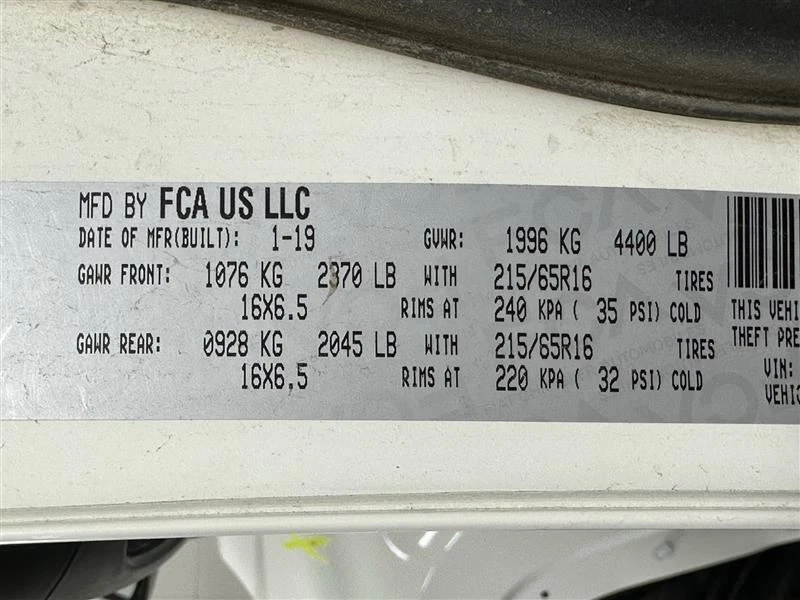 MFD BY FCA US LLC
DATE OF MFR(BUILT): 1-19 GVWR: 1996 KG 4400 LB
GAWR FRONT: 1076 KG 2370 LB WITH 215/65R16 TIRES
16X6.5 RIMS AT 240 KPA ( 35 PSI) COLD
GAWR REAR: 0928 KG 2045 LB WITH 215/65R16 TIRES
16X6.5 RIMS AT 220 KPA ( 32 PSI) COLD
THIS VEHI
THEFT PRE
VIN:
VEHIC